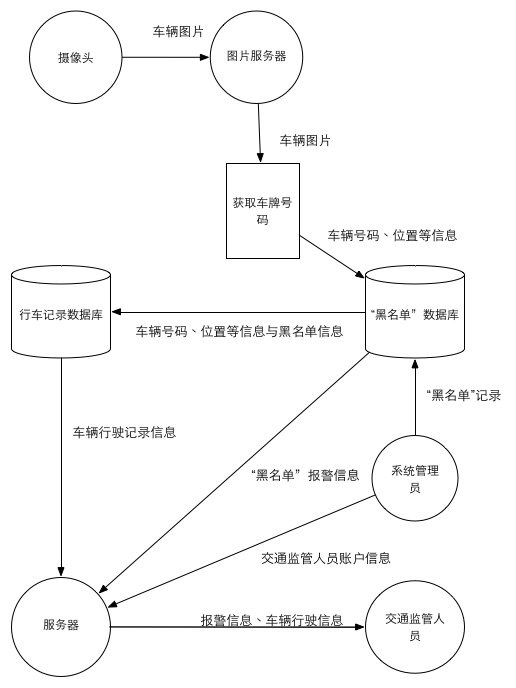 车辆图片
摄像头
图片服务器
车辆图片
获取车牌号
码
车辆号码、位置等信息
行车记录数据库
“黑名单”数据库
车辆号码、位置等信息与黑名单信息
“黑名单”记录
车辆行驶记录信息
“黑名单”报警信息
系统管理
员
交通监管人员账户信息
服务器
报警信息、车辆行驶信息
交通监管人
员